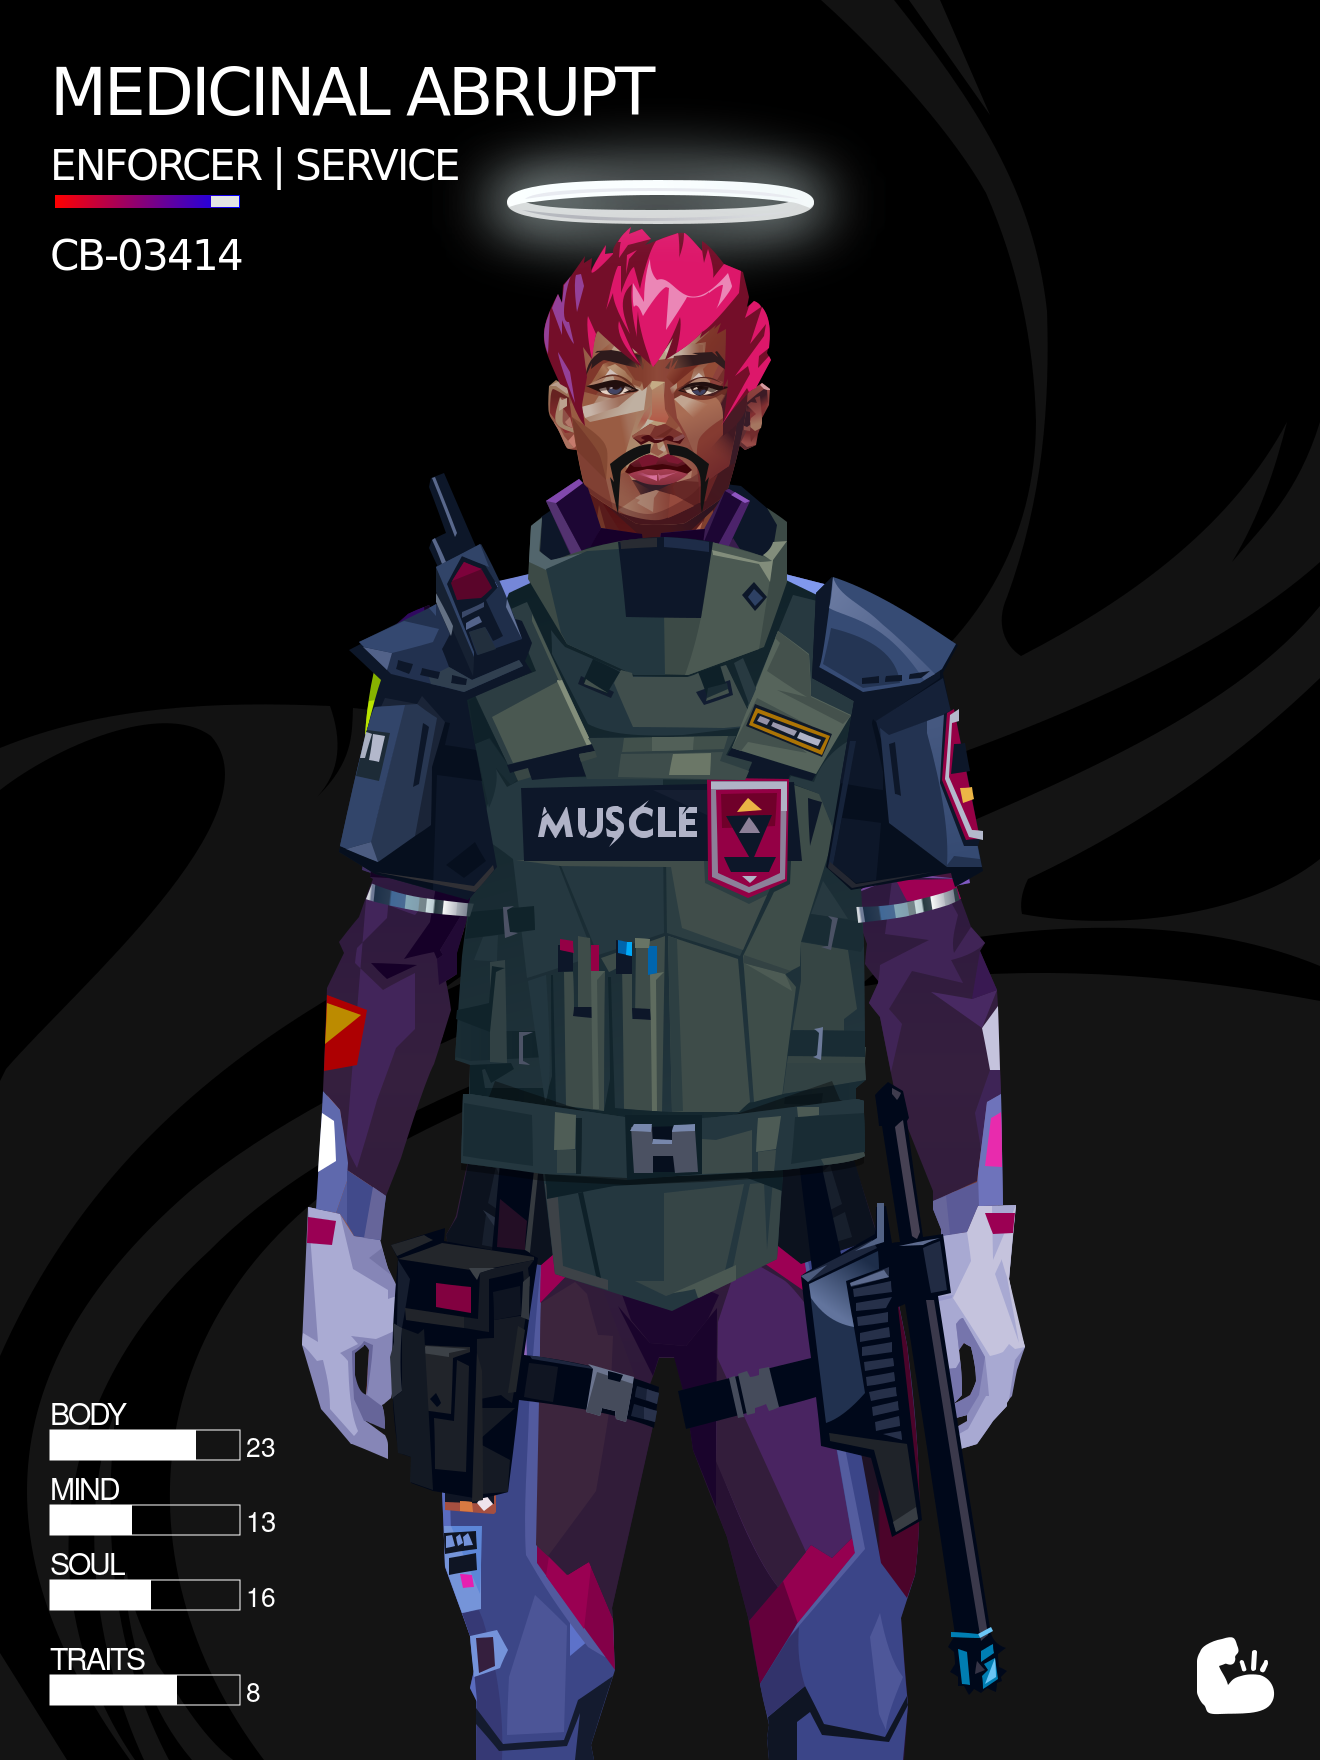 MEDICINAL ABRUPT
ENFORCER | SERVICE
CB-03414
MUSCLE
BODY
23
MIND
13
SOUL
16
TRAITS
8